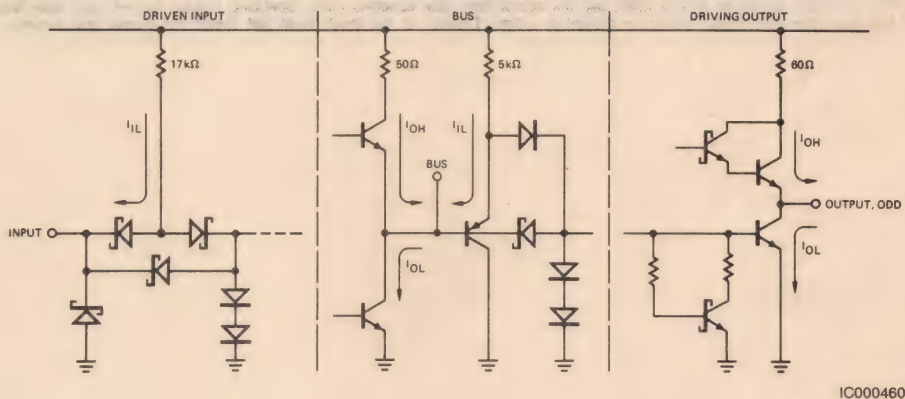 DRIVEN INPUT
BUS
DRIVING OUTPUT
17kΩ
50Ω
5kΩ
60Ω
IIL
IOH
IIL
IOH
BUS
INPUT
OUTPUT, ODD
IOL
IOL
IC000460